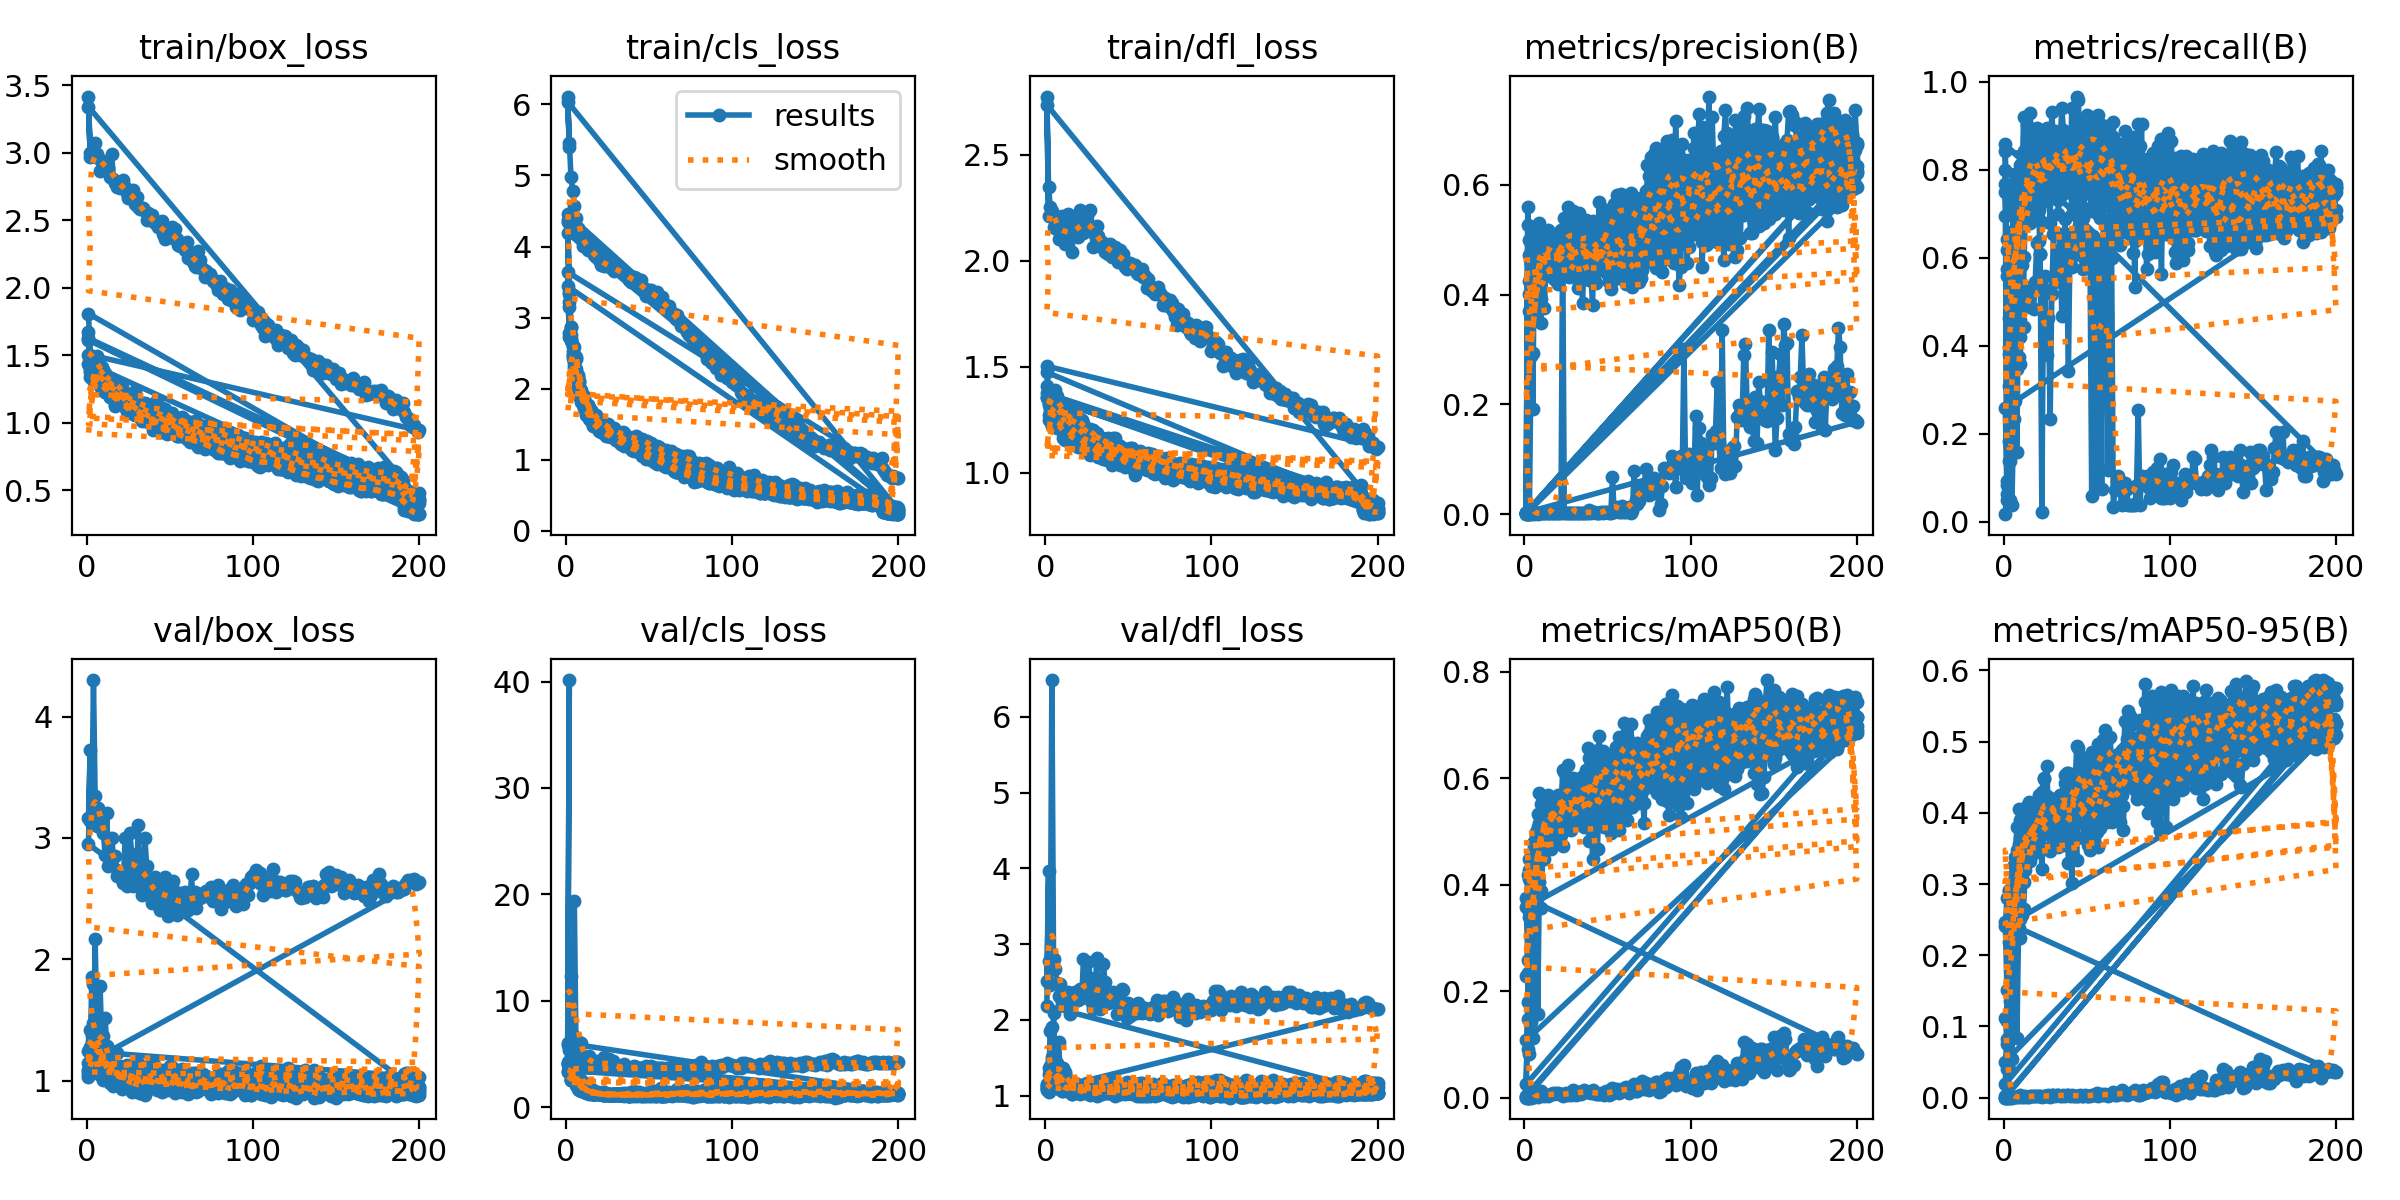 train/box_loss
3.5
3.0
2.5
2.0
1.5
1.0
0.5
0 100 200
train/cls_loss
results
smooth
6
5
4
3
2
1
0
0 100 200
train/dfl_loss
2.5
2.0
1.5
1.0
0 100 200
metrics/precision(B)
0.6
0.4
0.2
0.0
0 100 200
metrics/recall(B)
1.0
0.8
0.6
0.4
0.2
0.0
0 100 200
val/box_loss
4
3
2
1
0 100 200
val/cls_loss
40
30
20
10
0
0 100 200
val/dfl_loss
6
5
4
3
2
1
0 100 200
metrics/mAP50(B)
0.8
0.6
0.4
0.2
0.0
0 100 200
metrics/mAP50-95(B)
0.6
0.5
0.4
0.3
0.2
0.1
0.0
0 100 200